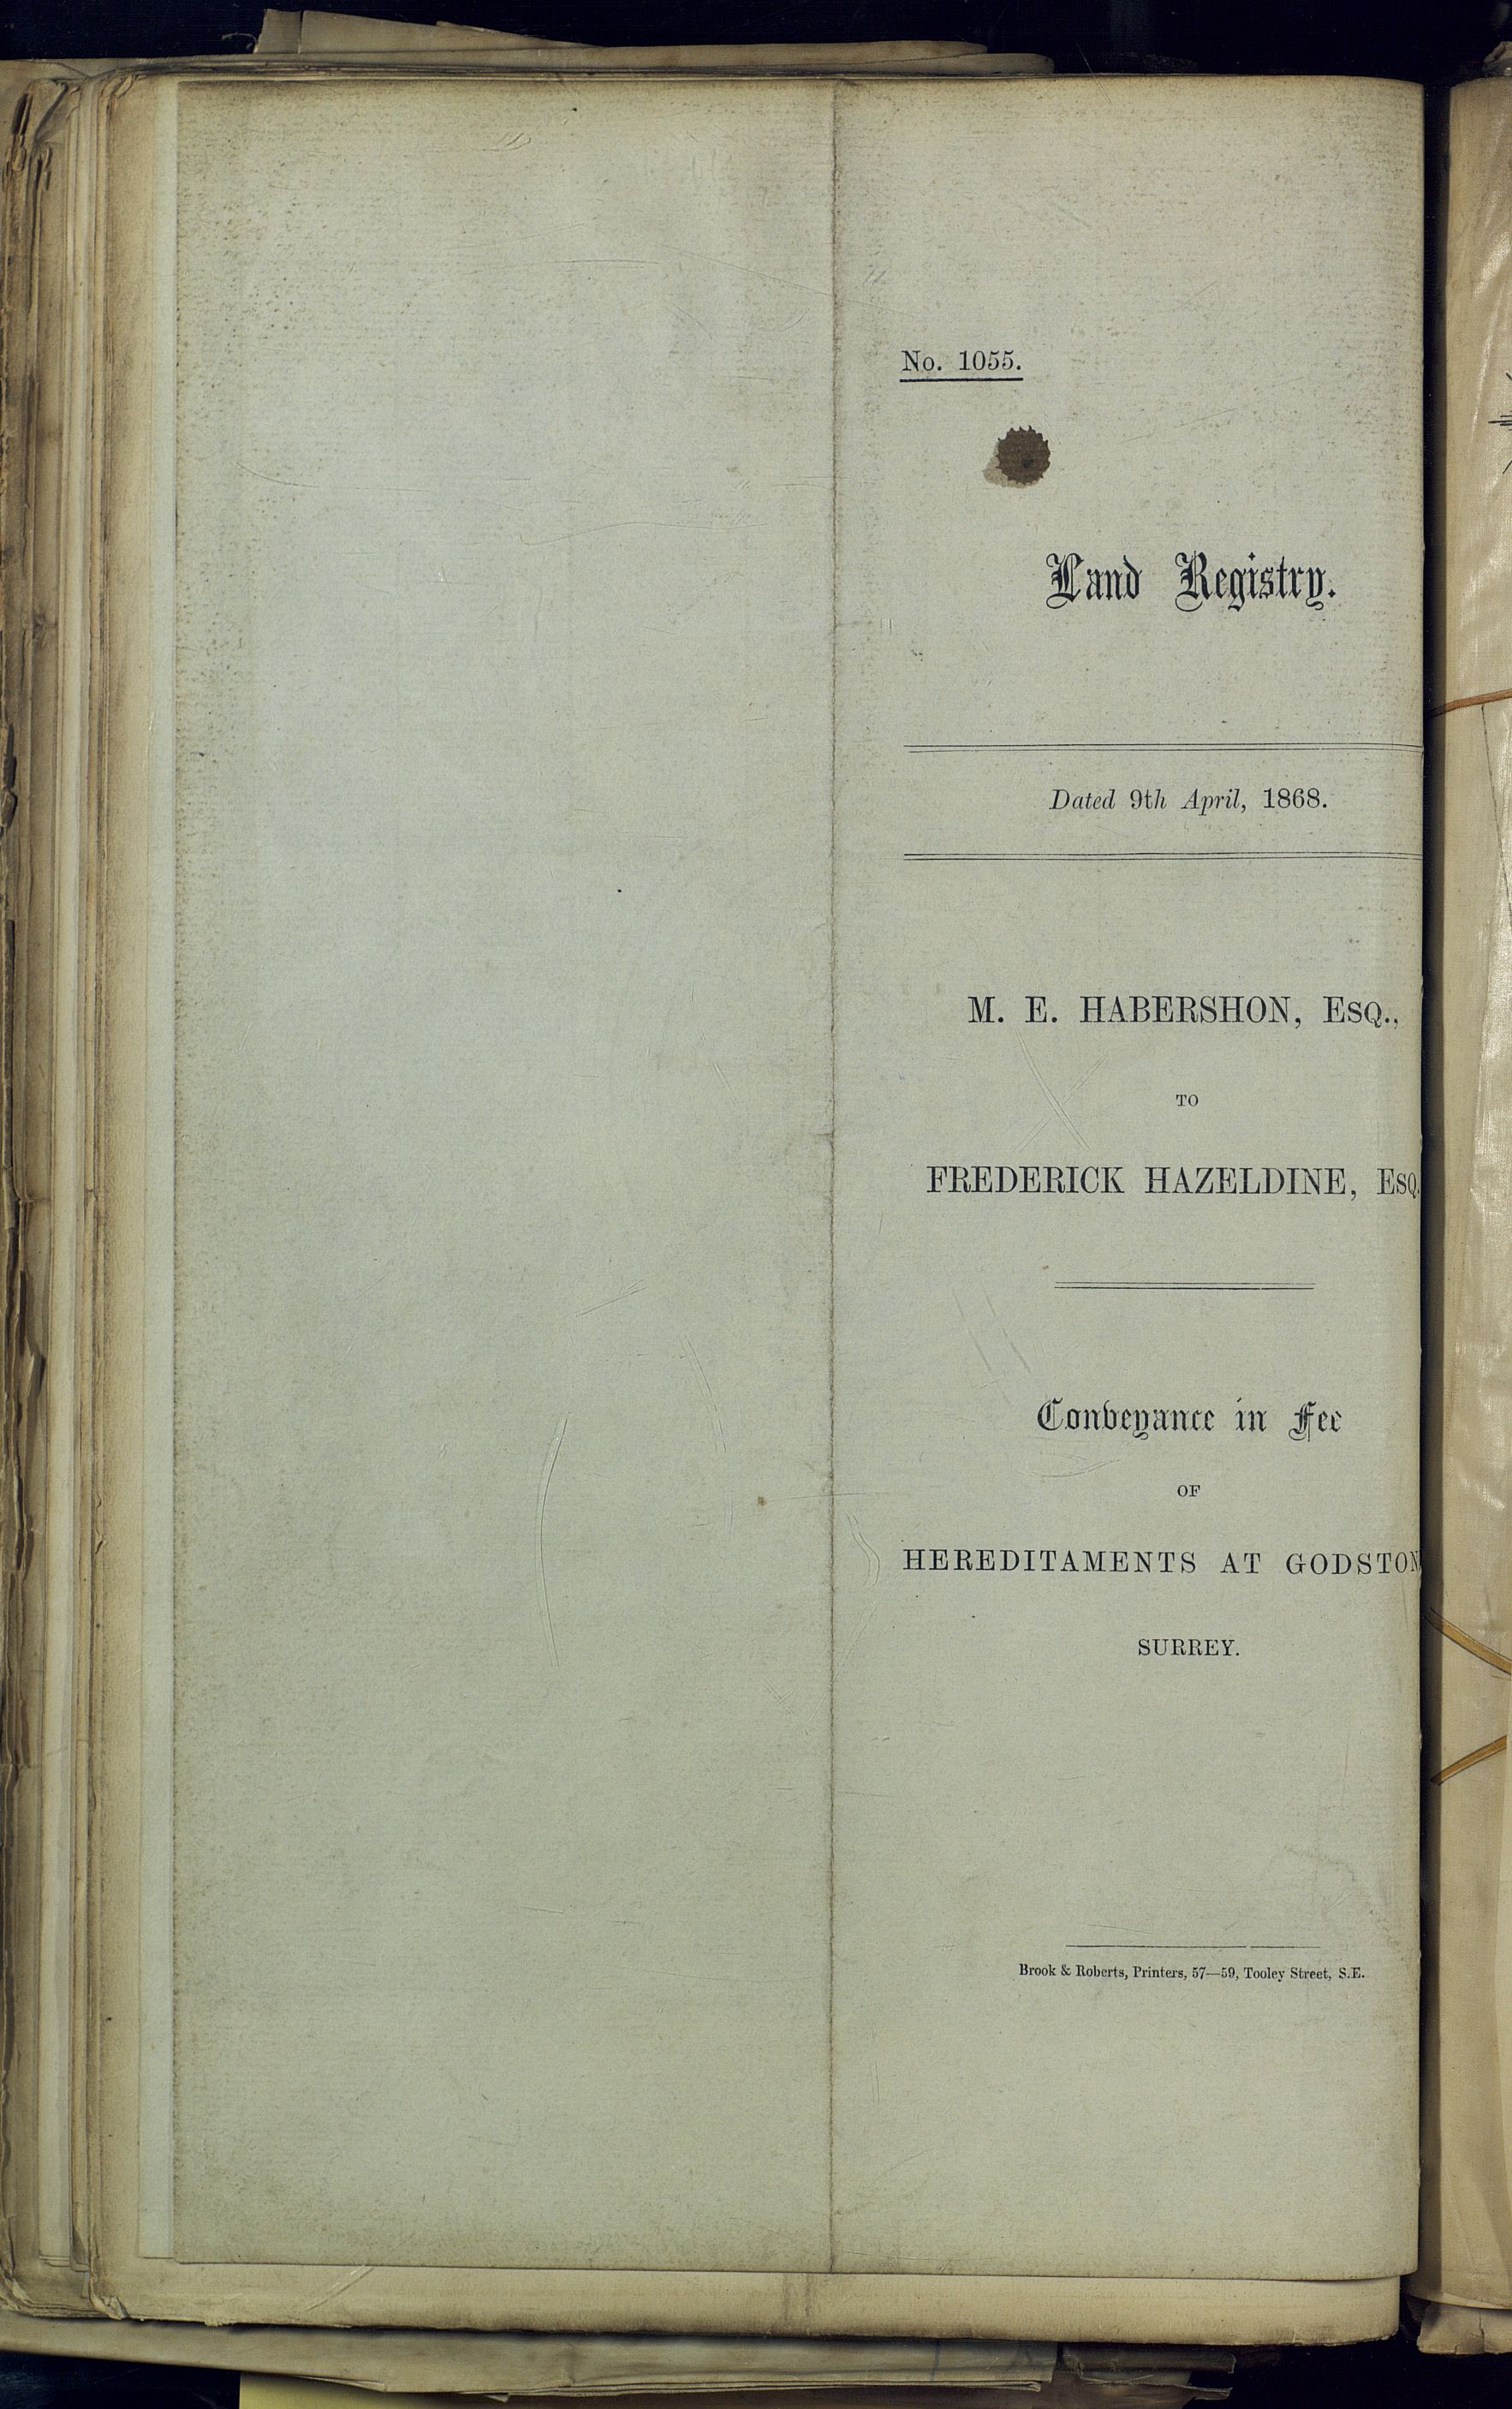 No. 1055.
Land Registry.
Dated 9th April, 1868.
M. E. HABERSHON, ESQ.,
TO
FREDERICK HAZELDINE, ESQ.
Conveyance in Fee
OF
HEREDITAMENTS AT GODSTON
SURREY.
Brook & Roberts, Printers, 57—59, Tooley Street, S.E.